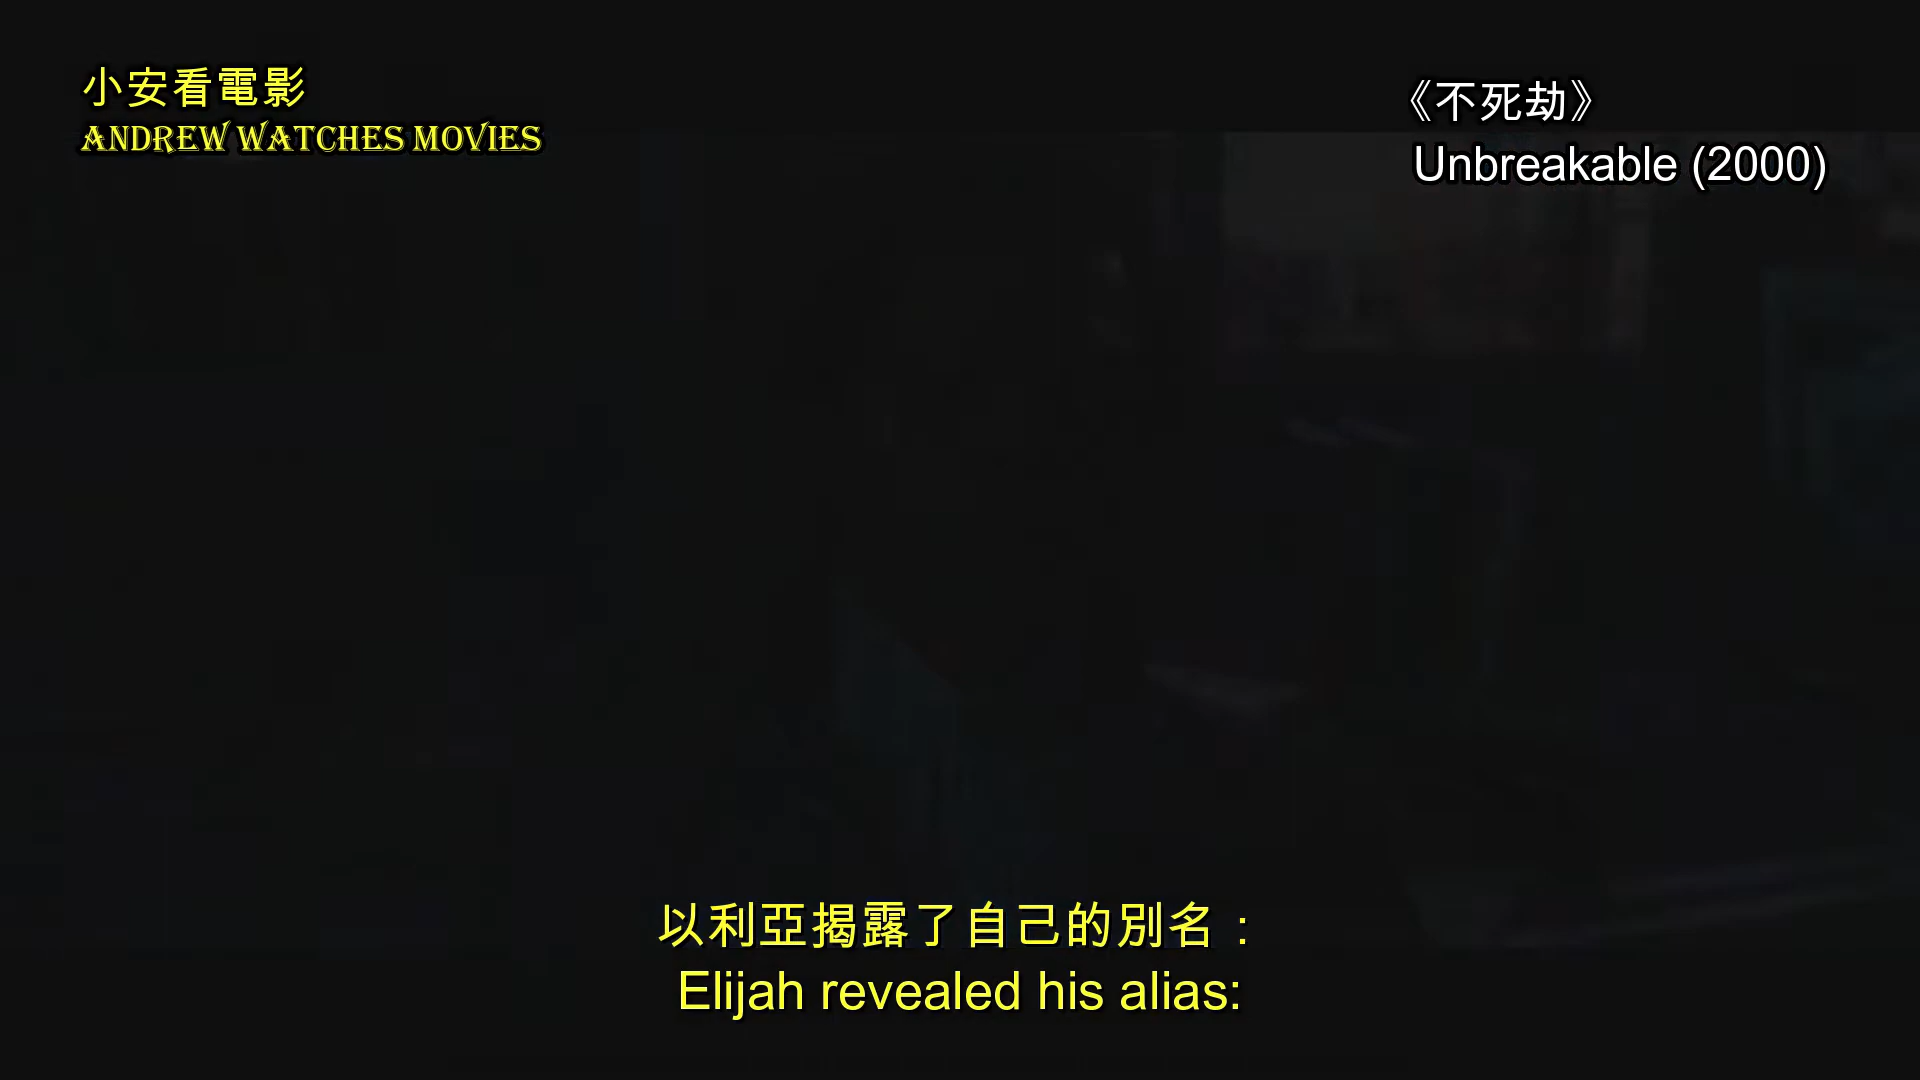 小安看電影
ANDREW WATCHES MOVIES
《不死劫》
Unbreakable (2000)
以利亞揭露了自己的別名：
Elijah revealed his alias: